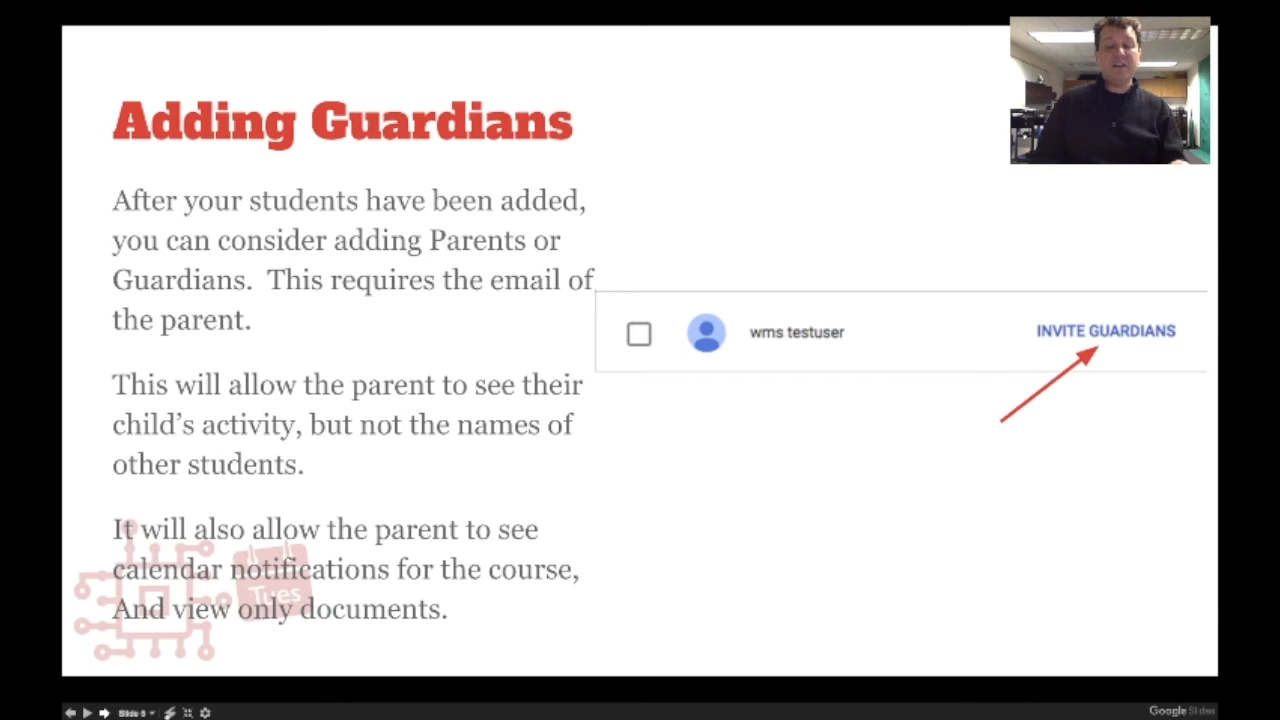 Adding Guardians
After your students have been added,
you can consider adding Parents or
Guardians.  This requires the email of
the parent.
wms testuser
INVITE GUARDIANS
This will allow the parent to see their
child’s activity, but not the names of
other students.
It will also allow the parent to see
calendar notifications for the course,
And view only documents.
Tues
Slide 5
Google Slides